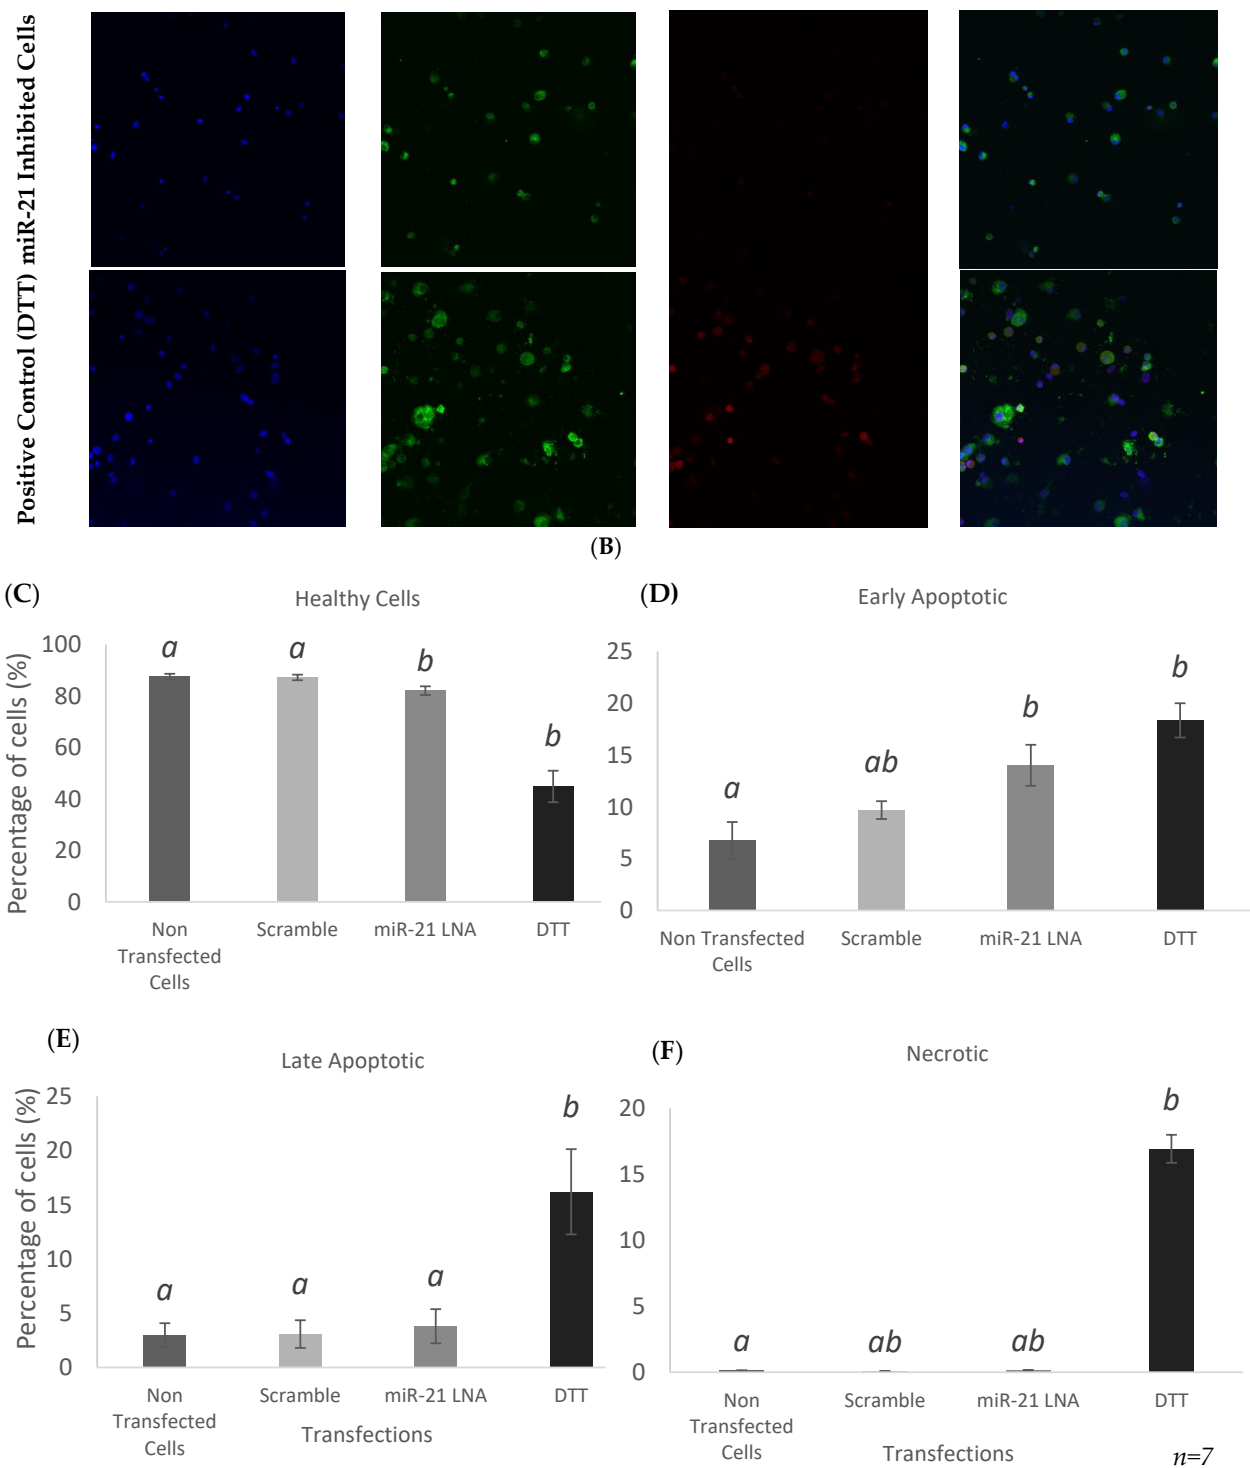 Positive Control (DTT) miR-21 Inhibited Cells
(B)
(C)
Healthy Cells
Percentage of cells (%)
100
80
60
40
20
0
a
a
b
b
Non
Transfected
Cells
Scramble
miR-21 LNA
DTT
(D)
Early Apoptotic
25
20
15
10
5
0
a
ab
b
b
Non Transfected
Cells
Scramble
miR-21 LNA
DTT
(E)
Late Apoptotic
Percentage of cells (%)
25
20
15
10
5
0
a
a
a
b
Non
Transfected
Cells
Scramble
miR-21 LNA
DTT
Transfections
(F)
Necrotic
20
15
10
5
0
a
ab
ab
b
Non
Transfected
Cells
Scramble
miR-21 LNA
DTT
Transfections
n=7